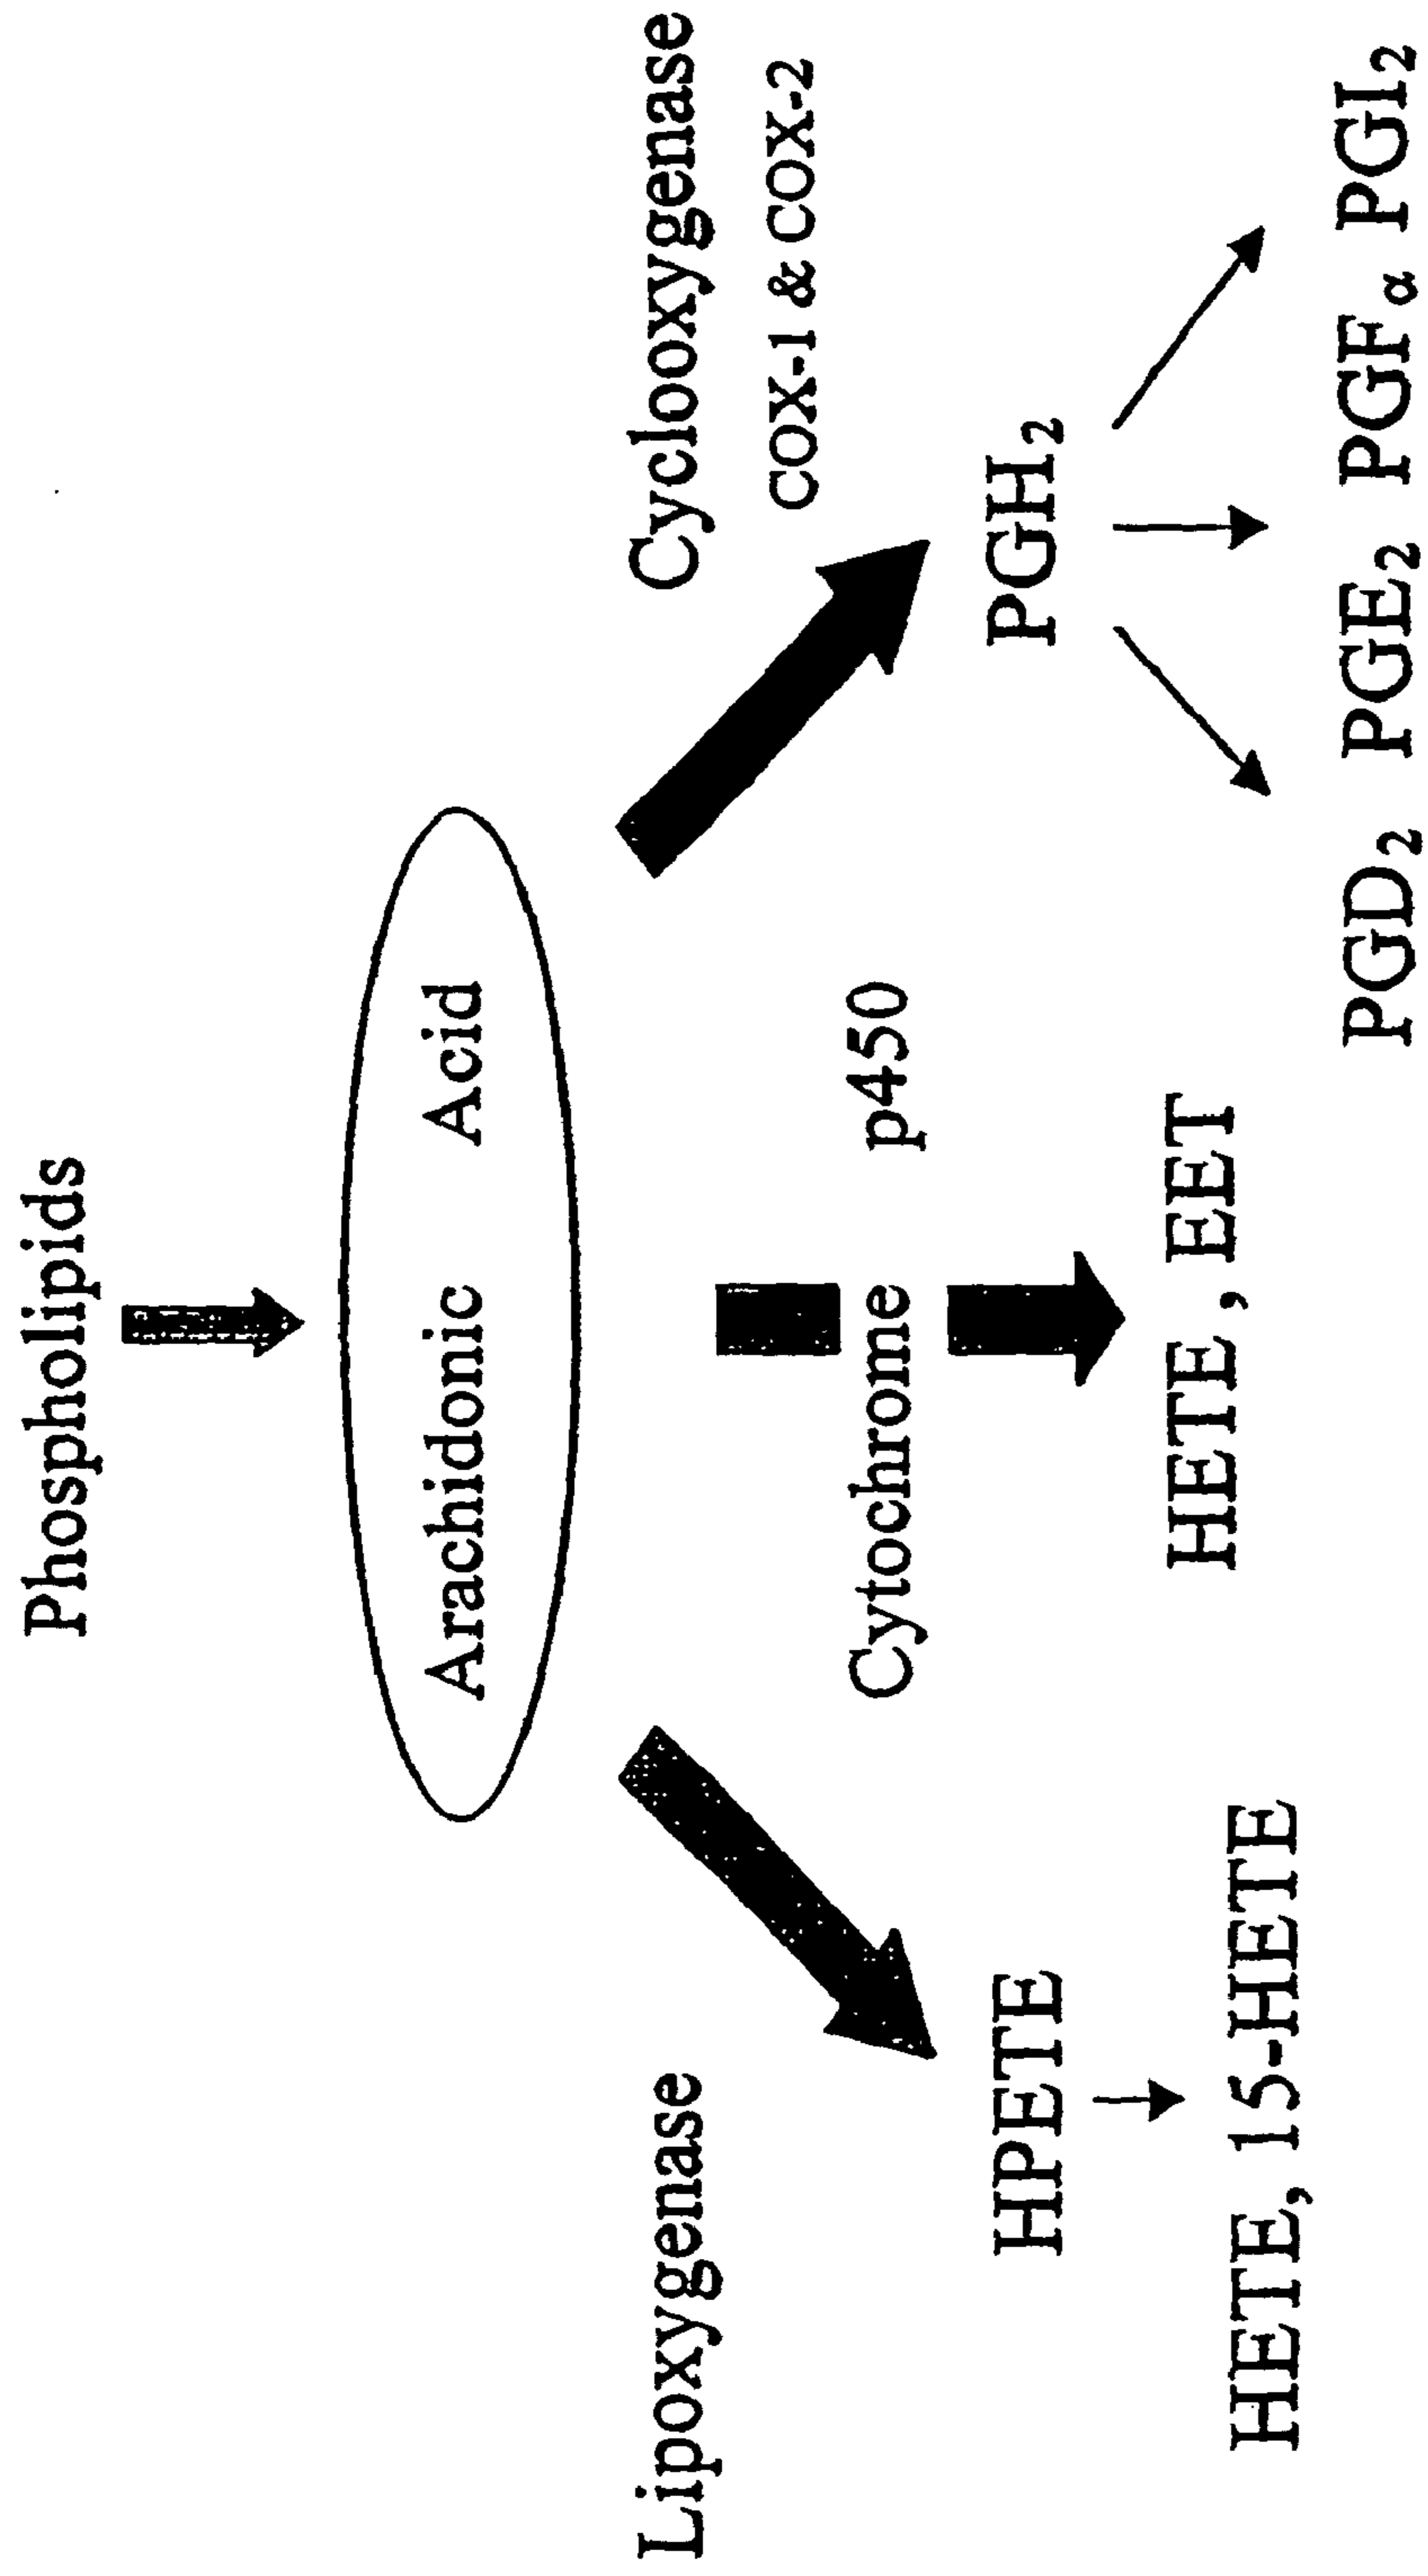 Phospholipids
Arachidonic Acid
Lipoxygenase
Cyclooxygenase
COX-1 & COX-2
Cytochrome p450
HPETE
PGH₂
HETE , EET
HETE, 15-HETE
PGD₂ PGE₂ PGFα PGI₂